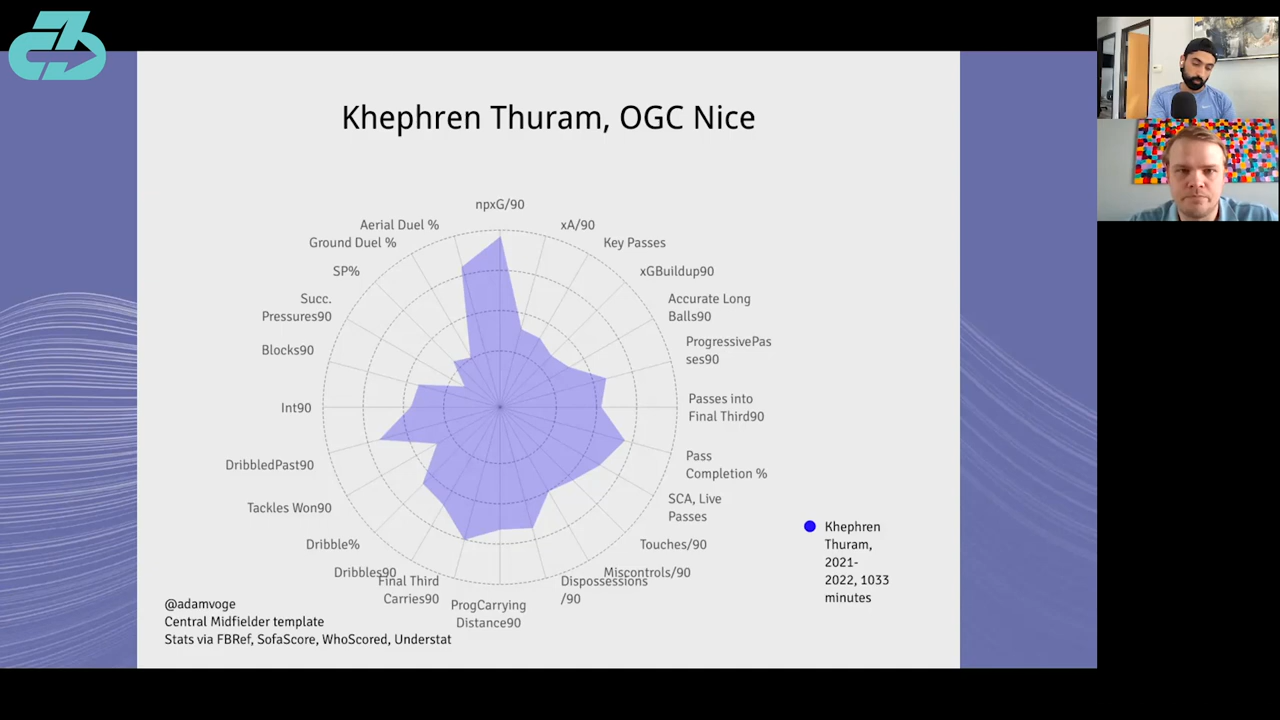 Khephren Thuram, OGC Nice
npxG/90
xA/90
Key Passes
xGBuildup90
Accurate Long
Balls90
ProgressivePas
ses90
Passes into
Final Third90
Pass
Completion %
SCA, Live
Passes
Touches/90
Miscontrols/90
Dispossessions
/90
ProgCarrying
Distance90
Final Third
Carries90
Dribbles90
Dribble%
Tackles Won90
DribbledPast90
Int90
Blocks90
Succ.
Pressures90
SP%
Ground Duel %
Aerial Duel %
Khephren
Thuram,
2021-
2022, 1033
minutes
@adamvoge
Central Midfielder template
Stats via FBRef, SofaScore, WhoScored, Understat